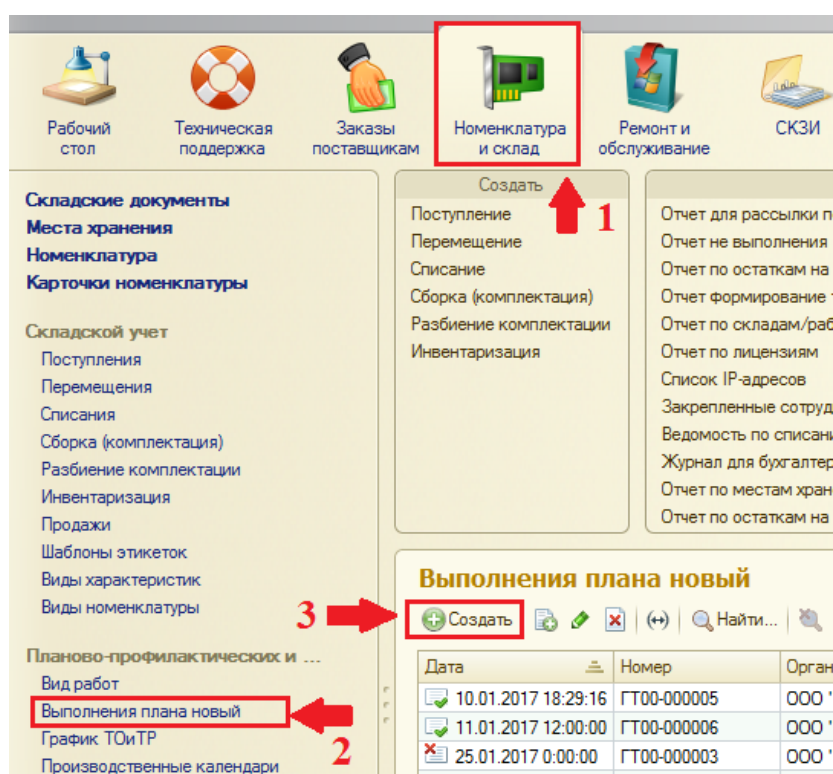 Рабочий стол
Техническая поддержка
Заказы поставщикам
Номенклатура и склад
Ремонт и обслуживание
СКЗИ
1
Складские документы
Места хранения
Номенклатура
Карточки номенклатуры
Складской учет
Поступления
Перемещения
Списания
Сборка (комплектация)
Разбиение комплектации
Инвентаризация
Продажи
Шаблоны этикеток
Виды характеристик
Виды номенклатуры
Планово-профилактических и ...
Вид работ
Выполнения плана новый
График ТОиТР
Производственные календари
2
Создать
Поступление
Перемещение
Списание
Сборка (комплектация)
Разбиение комплектации
Инвентаризация
Отчет для рассылки
Отчет не выполнения
Отчет по остаткам на
Отчет формирование
Отчет по складам/раб
Отчет по лицензиям
Список IP-адресов
Закрепленные сотруд
Ведомость по списани
Журнал для бухгалтер
Отчет по местам хран
Отчет по остаткам на
Выполнения плана новый
3
Создать Найти...
Дата Номер Орган
10.01.2017 18:29:16 ГТ00-000005 ООО "
11.01.2017 12:00:00 ГТ00-000006 ООО "
25.01.2017 0:00:00 ГТ00-000003 ООО "